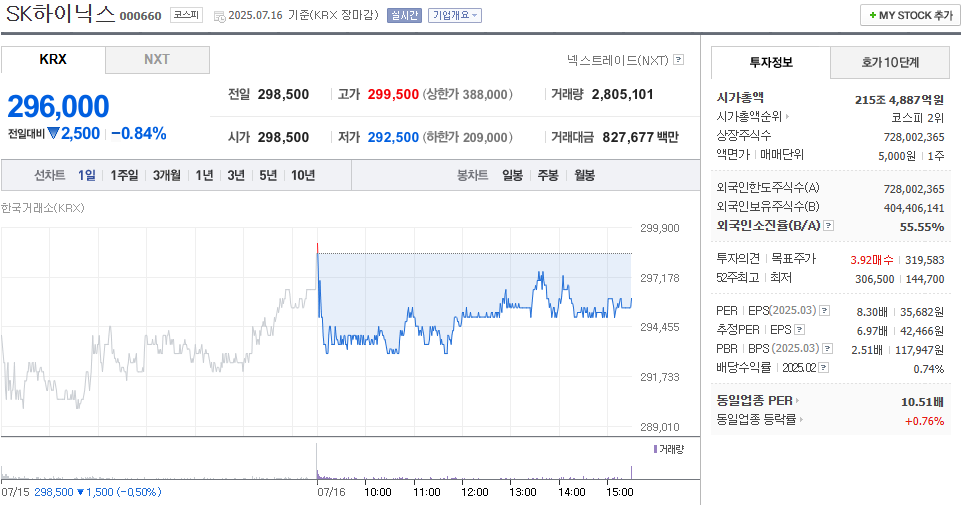 SK하이닉스 000660 코스피 2025.07.16 기준(KRX 장마감) 실시간 기업개요
+ MY STOCK 추가
KRX NXT
넥스트레이드(NXT) ?
296,000
전일대비 ▼2,500 | -0.84%
전일 298,500 고가 299,500 (상한가 388,000) 거래량 2,805,101
시가 298,500 저가 292,500 (하한가 209,000) 거래대금 827,677 백만
선차트 1일 1주일 3개월 1년 3년 5년 10년 봉차트 일봉 주봉 월봉
한국거래소(KRX)
299,900
297,178
294,455
291,733
289,010
거래량
07/15 298,500 ▼1,500 (-0,50%) 07/16 10:00 11:00 12:00 13:00 14:00 15:00
투자정보 호가 10단계
시가총액 215조 4,887억원
시가총액순위 코스피 2위
상장주식수 728,002,365
액면가 | 매매단위 5,000원 | 1주
외국인한도주식수(A) 728,002,365
외국인보유주식수(B) 404,406,141
외국인소진율(B/A) ? 55.55%
투자의견 | 목표주가 3.92매수 | 319,583
52주최고 | 최저 306,500 | 144,700
PER | EPS(2025.03) ? 8.30배 | 35,682원
추정PER | EPS ? 6.97배 | 42,466원
PBR | BPS (2025.03) ? 2.51배 | 117,947원
배당수익률 | 2025.02 ? 0.74%
동일업종 PER 10.51배
동일업종 등락률 +0.76%